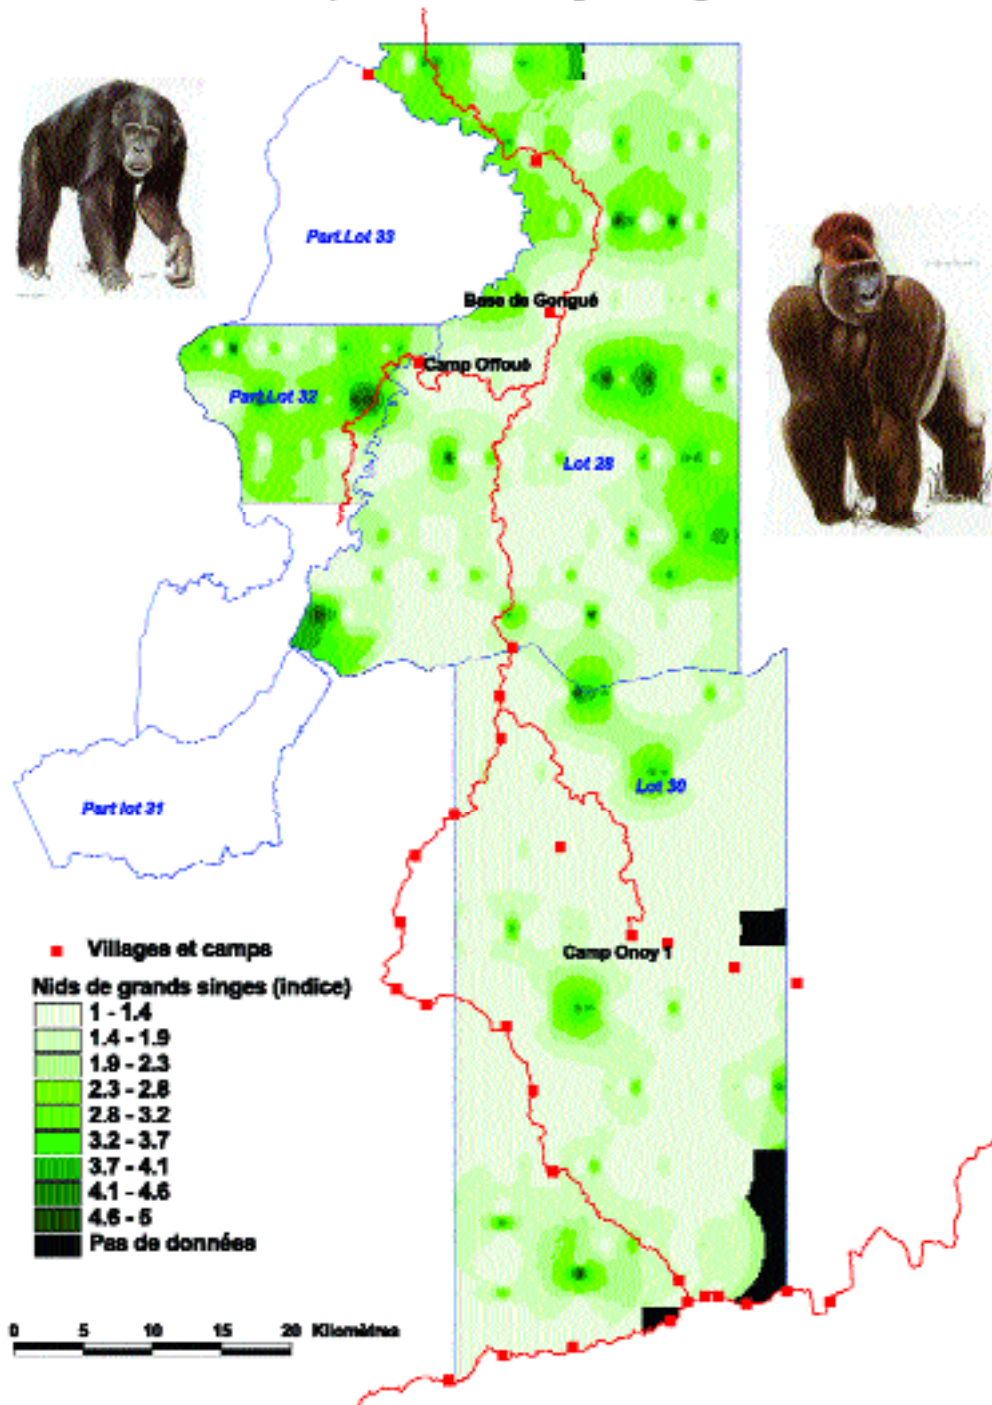 Part.Lot 33
Base de Gongué
Camp Offoué
Part.Lot 32
Lot 28
Part lot 31
Lot 30
Camp Onoy 1
Villages et camps
Nids de grands singes (indice)
1 - 1.4
1.4 - 1.9
1.9 - 2.3
2.3 - 2.8
2.8 - 3.2
3.2 - 3.7
3.7 - 4.1
4.1 - 4.6
4.6 - 5
Pas de données
0 5 10 15 20 Kilomètres